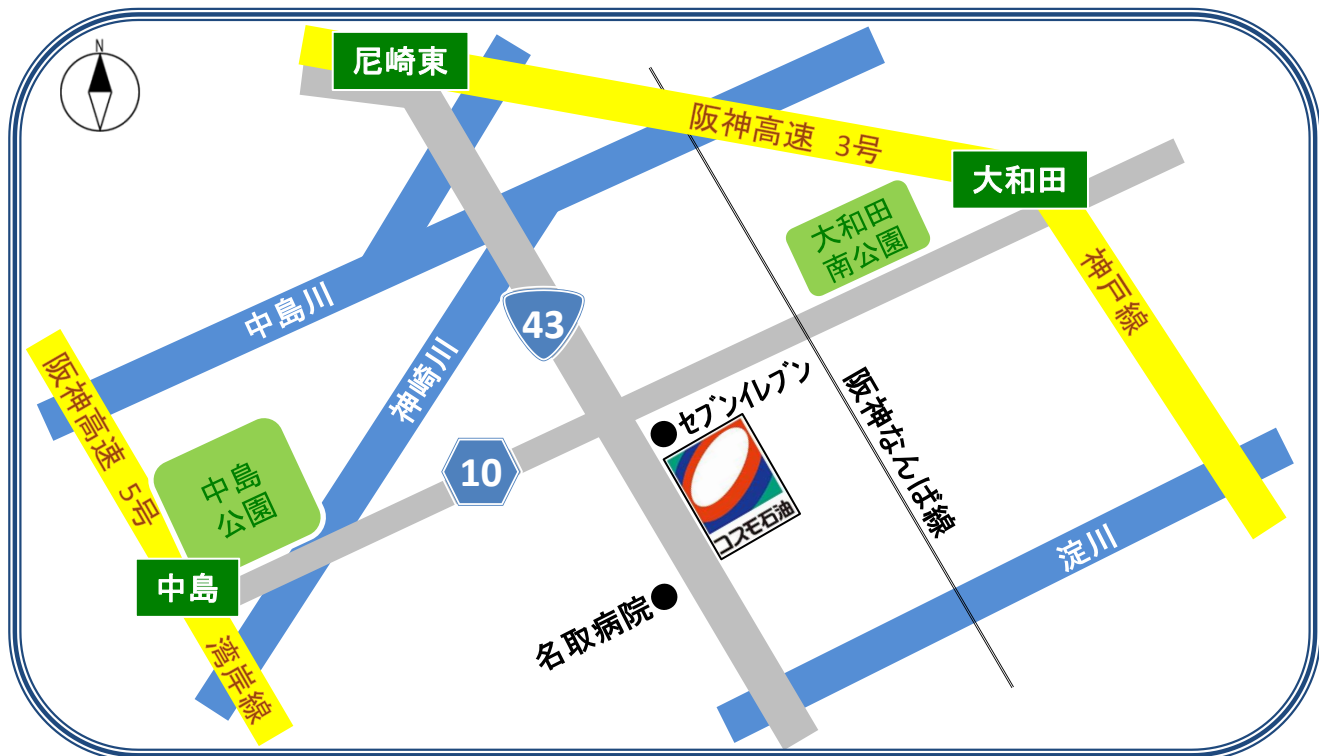 N
尼崎東
阪神高速 3号
大和田
大和田
南公園
神戸線
中島川
43
神崎川
阪神高速 5号
セブンイレブン
阪神なんば線
10
中島
公園
コスモ石油
淀川
中島
名取病院
湾岸線